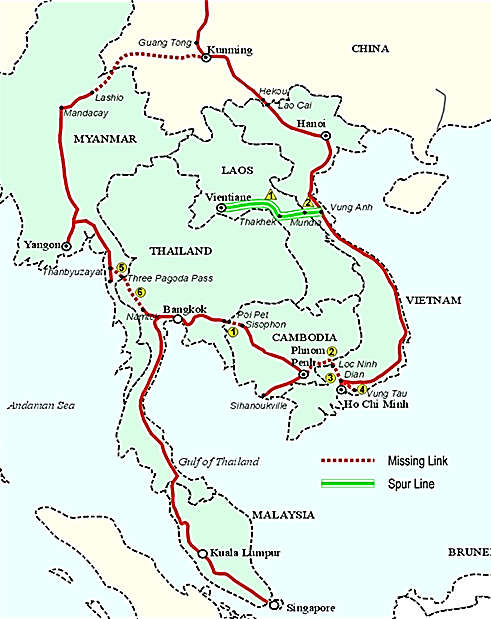 Guang Tong
Kunming
CHINA
Lashio
Mandacay
Hekou
Lao Cai
MYANMAR
Hanoi
LAOS
Vientiane
1
2
Vung Anh
Thakhek
Mundia
Yangon
THAILAND
Thanbyuzayat
5
Three Pagoda Pass
6
Namtok
Bangkok
Poi Pet
1
Sisophon
VIETNAM
CAMBODIA
Phnom
Penh
2
Loc Ninh
3
Dian
4
Vung Tau
Ho Chi Minh
Sihanoukville
Andaman Sea
Gulf of Thailand
Missing Link
Spur Line
MALAYSIA
Kuala Lumpur
BRUNE
Singapore